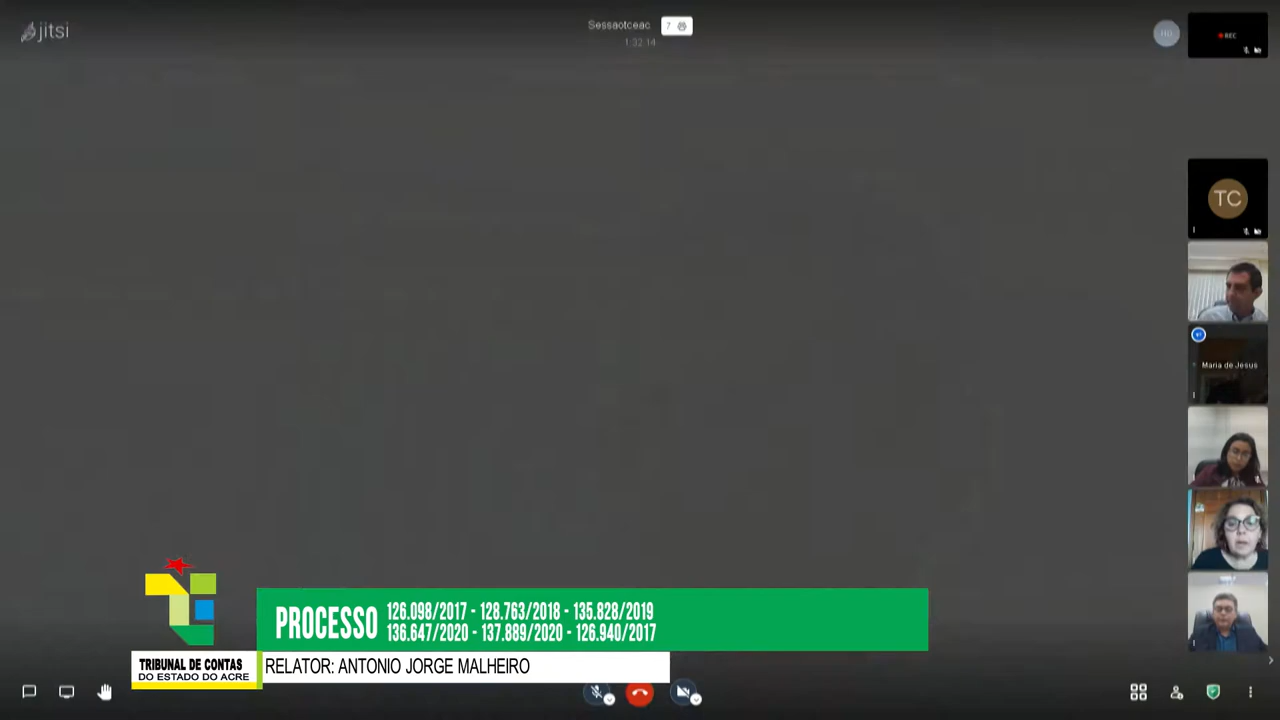 jitsi
Sessaotceac
7
1:32:14
HG
REC
TC
Maria de Jesus
PROCESSO
126.098/2017 - 128.763/2018 - 135.828/2019
136.647/2020 - 137.889/2020 - 126.940/2017
TRIBUNAL DE CONTAS
DO ESTADO DO ACRE
RELATOR: ANTONIO JORGE MALHEIRO